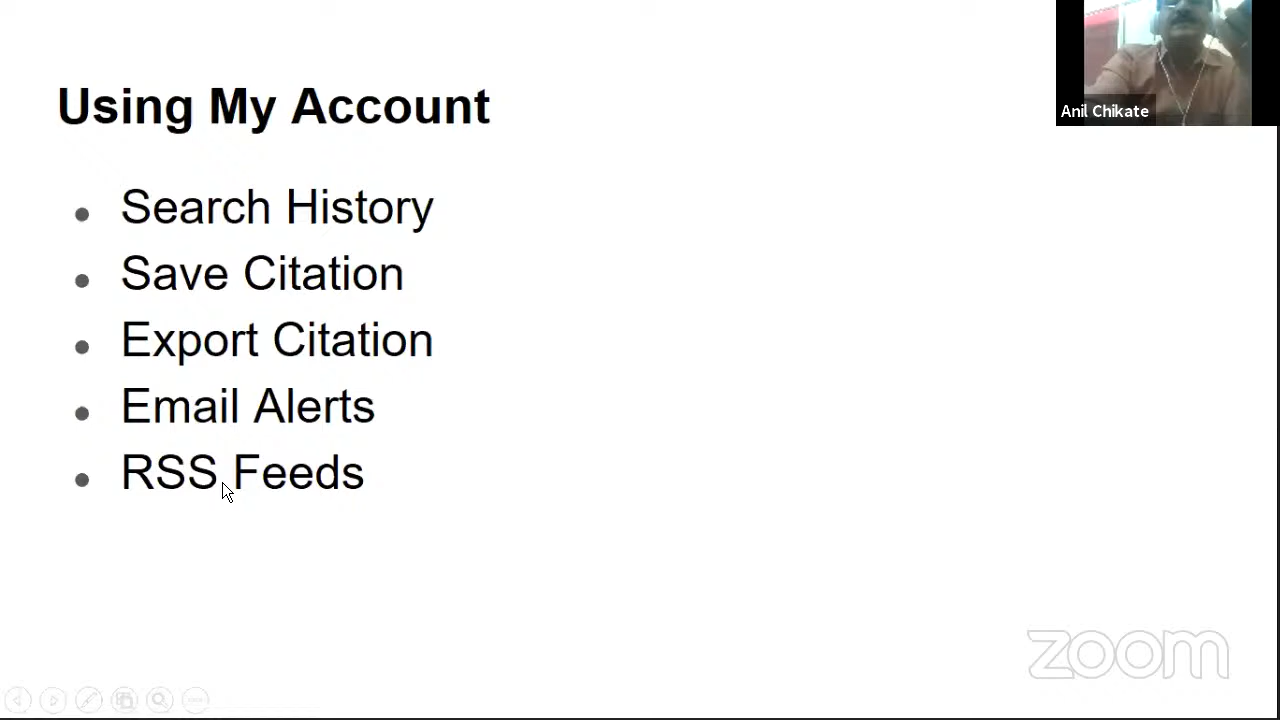 Anil Chikate
Using My Account
Search History
Save Citation
Export Citation
Email Alerts
RSS Feeds
zoom